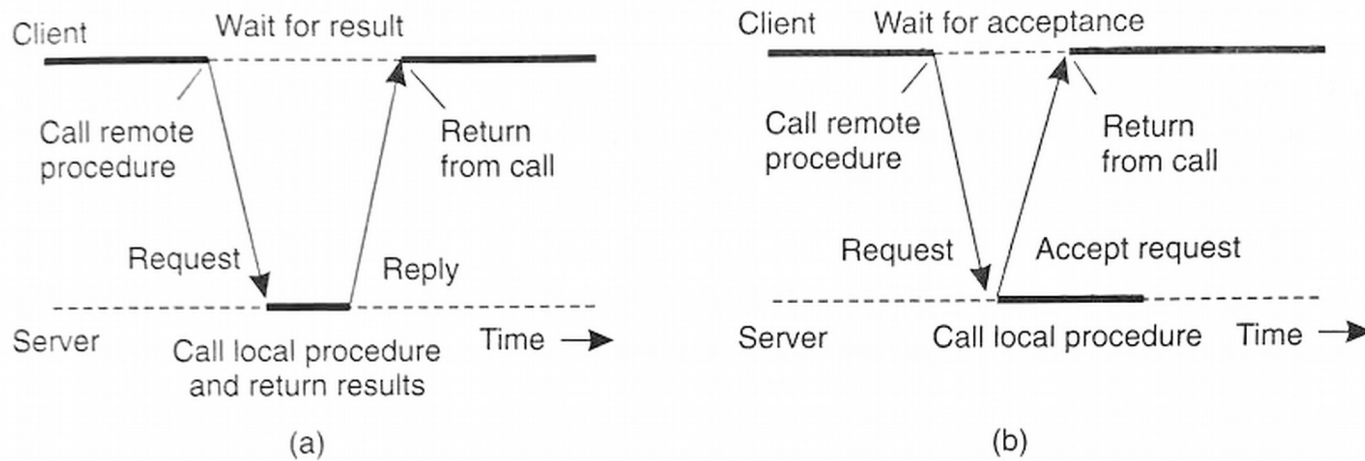 Client
Wait for result
Call remote
procedure
Return
from call
Request
Reply
Server
Call local procedure
and return results
Time
(a)
Client
Wait for acceptance
Call remote
procedure
Return
from call
Request
Accept request
Server
Call local procedure
Time
(b)